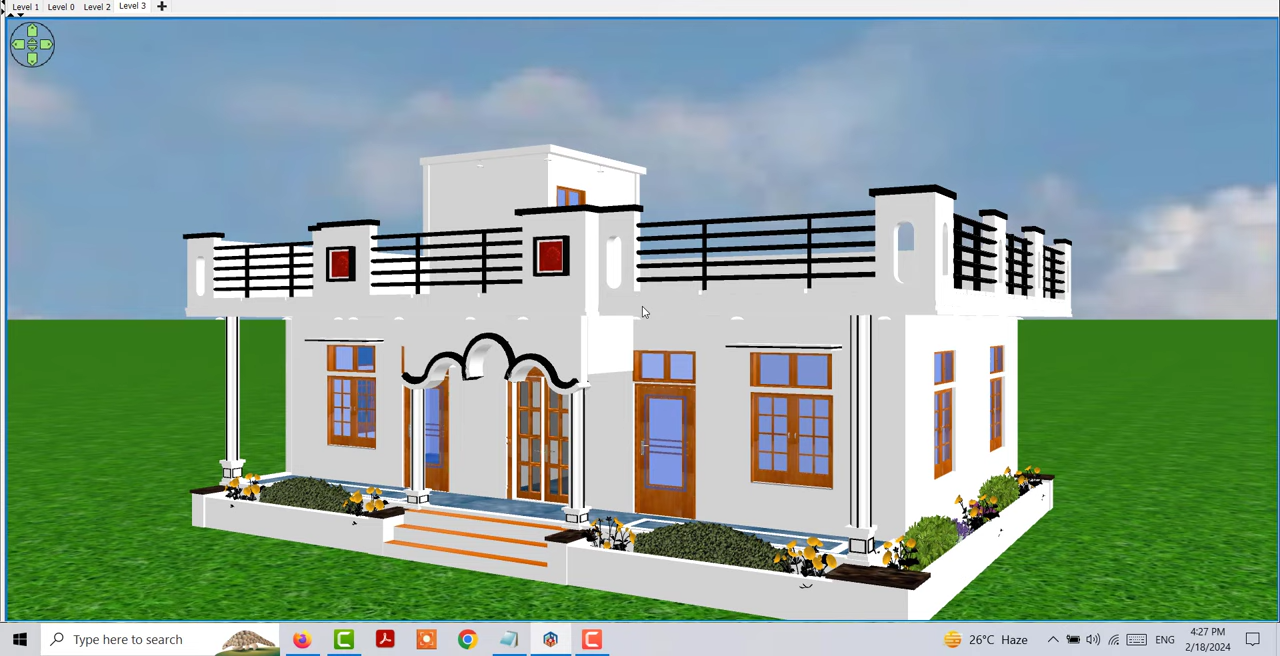 Level 1 Level 0 Level 2 Level 3
Type here to search
26°C Haze
ENG
4:27 PM
2/18/2024